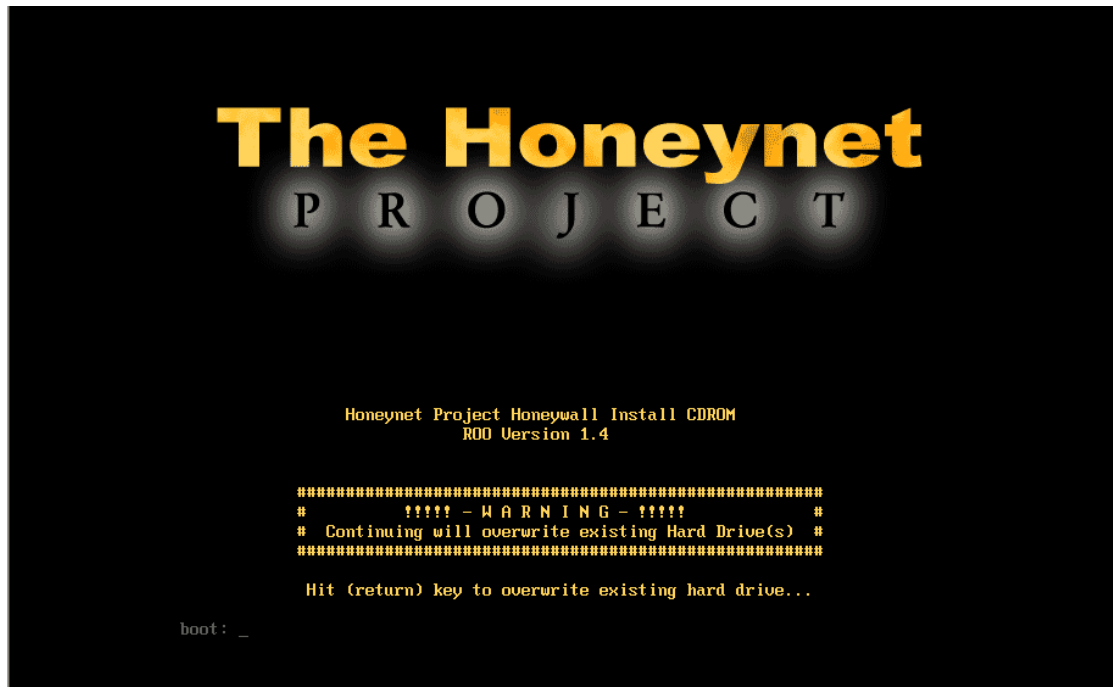 The Honeynet
PROJECT
Honeynet Project Honeywall Install CDROM
ROO Version 1.4
######################################################
# !!!!! - W A R N I N G - !!!!! #
# Continuing will overwrite existing Hard Drive(s) #
######################################################
Hit (return) key to overwrite existing hard drive...
boot: _